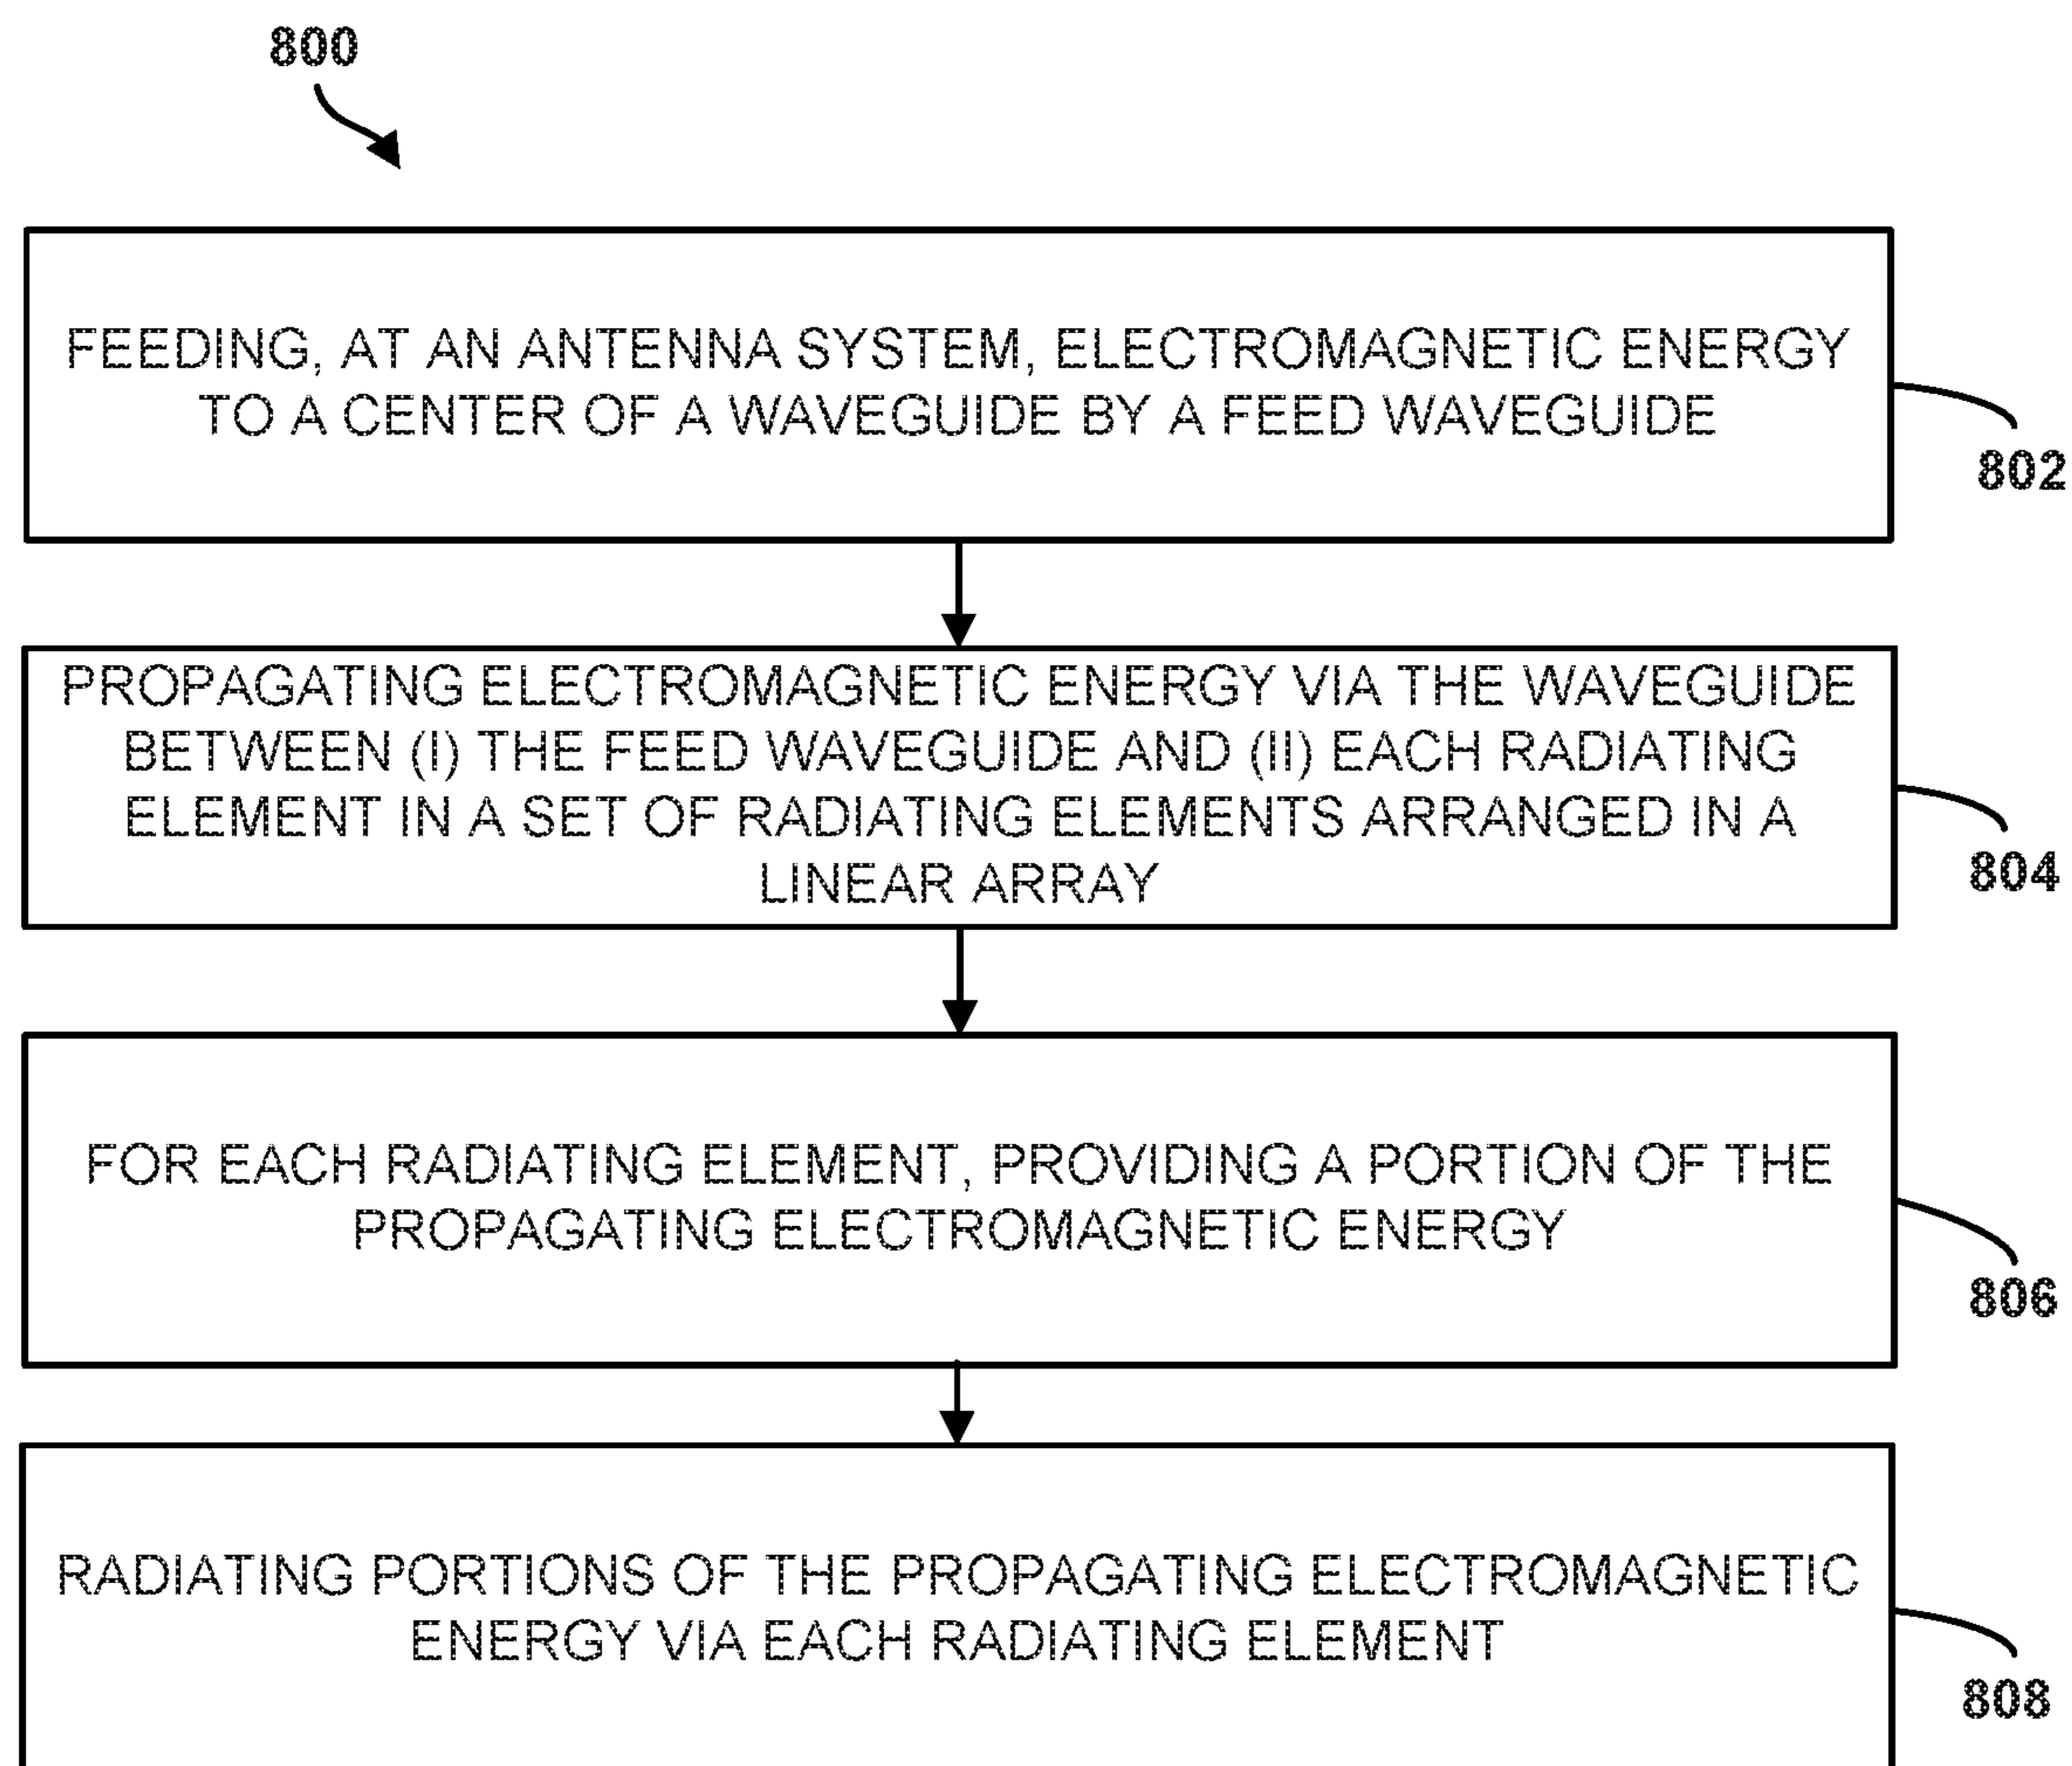 800
FEEDING, AT AN ANTENNA SYSTEM, ELECTROMAGNETIC ENERGY
TO A CENTER OF A WAVEGUIDE BY A FEED WAVEGUIDE
802
PROPAGATING ELECTROMAGNETIC ENERGY VIA THE WAVEGUIDE
BETWEEN (I) THE FEED WAVEGUIDE AND (II) EACH RADIATING
ELEMENT IN A SET OF RADIATING ELEMENTS ARRANGED IN A
LINEAR ARRAY
804
FOR EACH RADIATING ELEMENT, PROVIDING A PORTION OF THE
PROPAGATING ELECTROMAGNETIC ENERGY
806
RADIATING PORTIONS OF THE PROPAGATING ELECTROMAGNETIC
ENERGY VIA EACH RADIATING ELEMENT
808